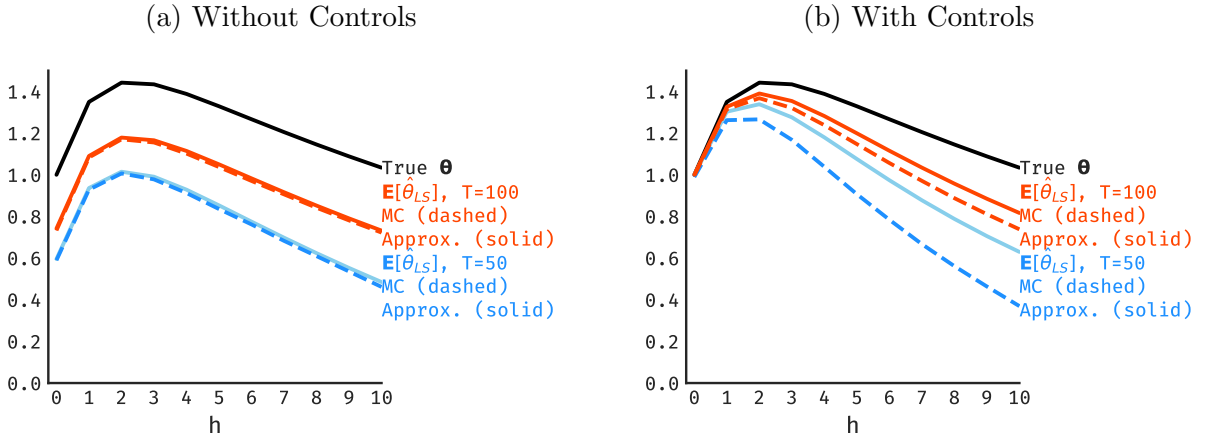 (a) Without Controls
1.4
1.2
1.0
0.8
0.6
0.4
0.2
0.0
0 1 2 3 4 5 6 7 8 9 10
h
True θ
E[θ̂_LS], T=100
MC (dashed)
Approx. (solid)
E[θ̂_LS], T=50
MC (dashed)
Approx. (solid)
(b) With Controls
1.4
1.2
1.0
0.8
0.6
0.4
0.2
0.0
0 1 2 3 4 5 6 7 8 9 10
h
True θ
E[θ̂_LS], T=100
MC (dashed)
Approx. (solid)
E[θ̂_LS], T=50
MC (dashed)
Approx. (solid)